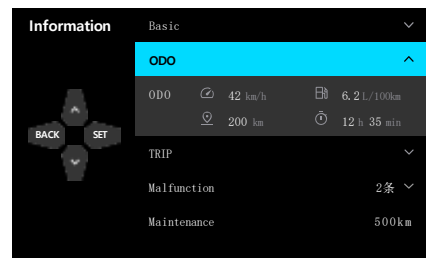 Information
Basic
ODO
ODO 42 km/h 6.2 L/100km
200 km 12 h 35 min
BACK SET
TRIP
Malfunction 2条
Maintenance 500km